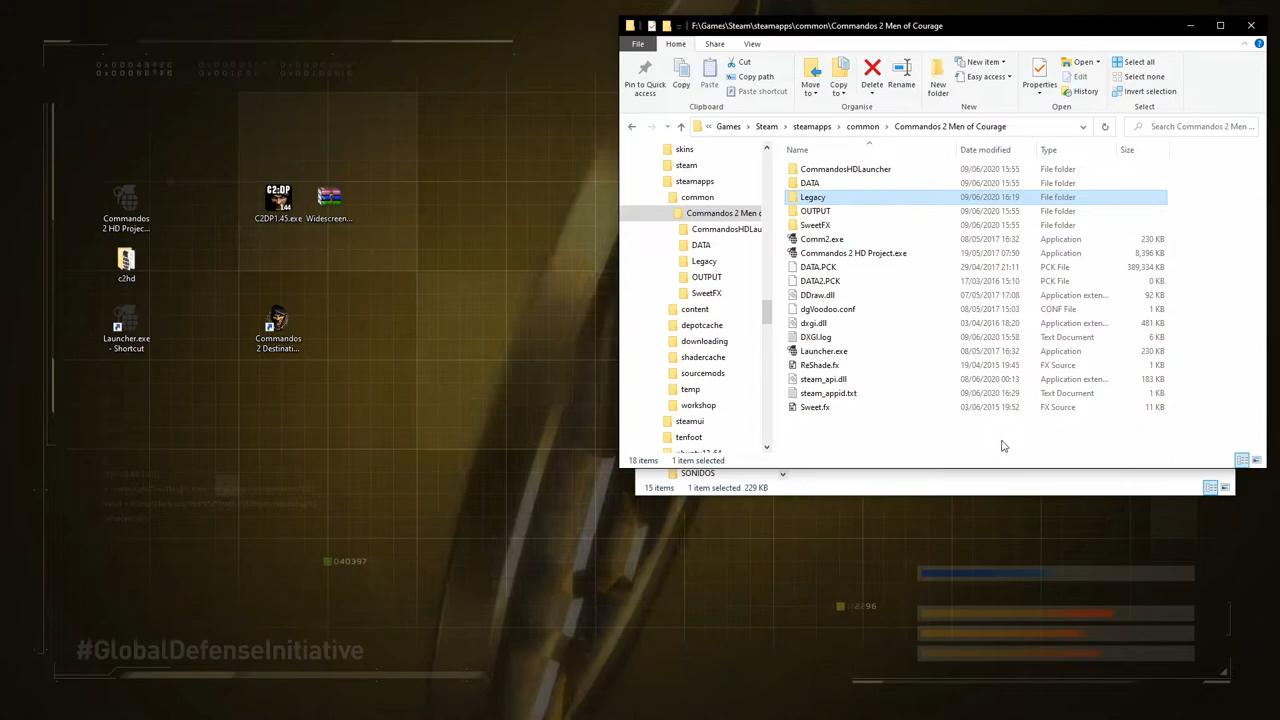 F:\Games\Steam\steamapps\common\Commandos 2 Men of Courage
File Home Share View
Pin to Quick access
Copy
Paste
Cut
Copy path
Paste shortcut
Clipboard
Move to
Copy to
Delete
Rename
Organise
New folder
New item
Easy access
New
Properties
Open
Edit
History
Open
Select all
Select none
Invert selection
Select
« Games > Steam > steamapps > common > Commandos 2 Men of Courage
Search Commandos 2 Men ...
skins
steam
steamapps
common
Commandos 2 Men c
CommandosHDLau
DATA
Legacy
OUTPUT
SweetFX
content
depotcache
downloading
shadercache
sourcemods
temp
workshop
steamui
tenfoot
Name Date modified Type Size
CommandosHDLauncher 09/06/2020 15:55 File folder
DATA 09/06/2020 15:55 File folder
Legacy 09/06/2020 16:19 File folder
OUTPUT 09/06/2020 15:55 File folder
SweetFX 09/06/2020 15:55 File folder
Comm2.exe 08/05/2017 16:32 Application 230 KB
Commandos 2 HD Project.exe 19/05/2017 07:50 Application 8,396 KB
DATA.PCK 29/04/2017 21:11 PCK File 389,334 KB
DATA2.PCK 17/03/2016 15:10 PCK File 0 KB
DDraw.dll 07/05/2017 17:08 Application exten... 92 KB
dgVoodoo.conf 08/05/2017 15:03 CONF File 1 KB
dxgi.dll 03/04/2016 18:20 Application exten... 481 KB
DXGI.log 09/06/2020 15:58 Text Document 6 KB
Launcher.exe 08/05/2017 16:32 Application 230 KB
ReShade.fx 19/04/2015 19:45 FX Source 1 KB
steam_api.dll 08/06/2020 00:13 Application exten... 183 KB
steam_appid.txt 09/06/2020 16:29 Text Document 1 KB
Sweet.fx 03/06/2015 19:52 FX Source 11 KB
18 items 1 item selected
SONIDOS
15 items 1 item selected 229 KB
Commandos 2 HD Projec...
C2:DP
1.44
C2DP1.45.exe
Widescreen...
c2hd
Launcher.exe - Shortcut
Commandos 2 Destinati...
040397
#GlobalDefenseInitiative